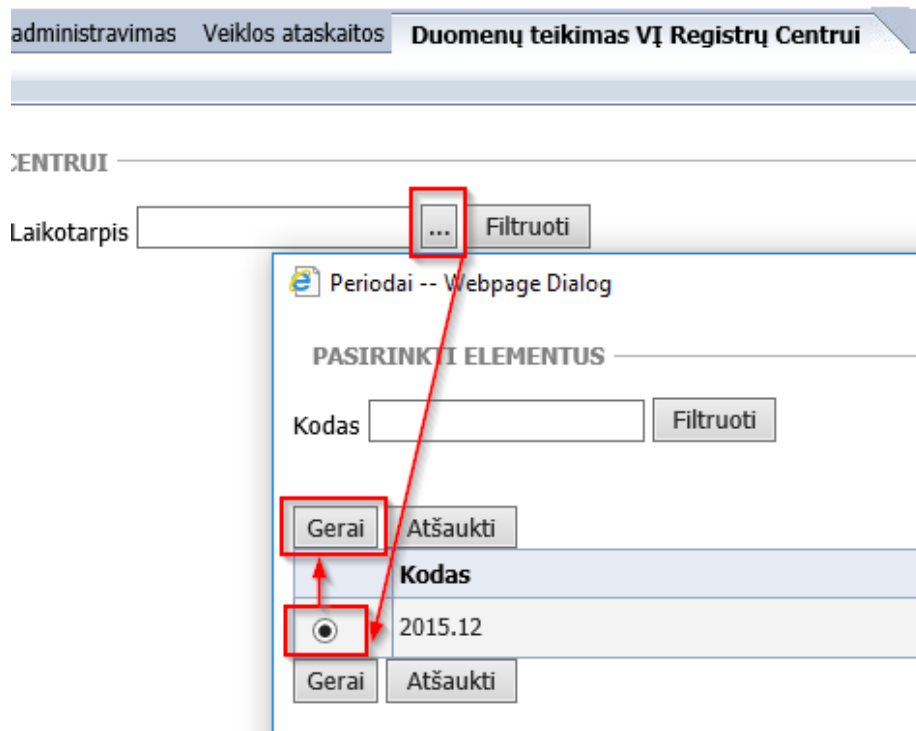 administravimas Veiklos ataskaitos Duomenų teikimas VĮ Registrų Centrui
CENTRUI
Laikotarpis ... Filtruoti
Periodai -- Webpage Dialog
PASIRINKTI ELEMENTUS
Kodas Filtruoti
Gerai Atšaukti
Kodas
2015.12
Gerai Atšaukti